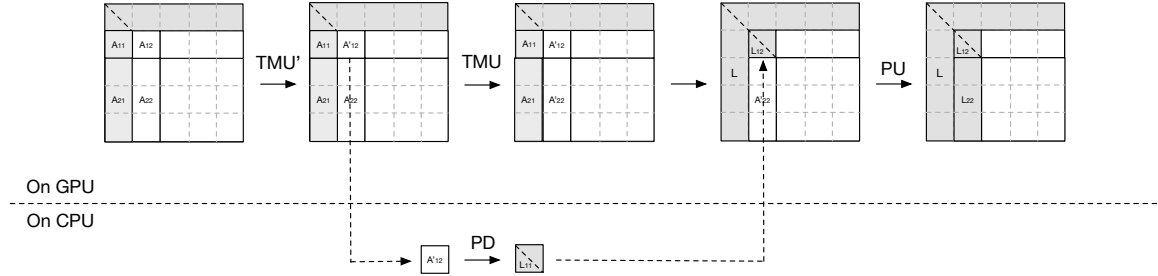 A11 A12
A21 A22
TMU'
A11 A'12
A21 A22
TMU
A11 A'12
A21 A'22
L12
L
A'22
PU
L12
L
L22
On GPU
On CPU
A'12
PD
L11